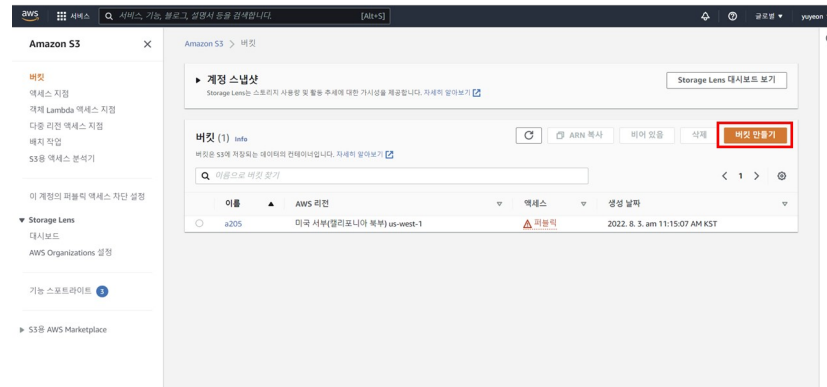 aws 서비스 서비스, 기능, 블로그, 설명서 등을 검색합니다. [Alt+S] 글로벌 yuyeon
Amazon S3
Amazon S3 > 버킷
버킷
액세스 지점
객체 Lambda 액세스 지점
다중 리전 액세스 지점
배치 작업
S3용 액세스 분석기
이 계정의 퍼블릭 액세스 차단 설정
Storage Lens
대시보드
AWS Organizations 설정
기능 스포트라이트 3
S3용 AWS Marketplace
계정 스냅샷
Storage Lens는 스토리지 사용량 및 활동 추세에 대한 가시성을 제공합니다. 자세히 알아보기
Storage Lens 대시보드 보기
버킷 (1) Info
ARN 복사 비어 있음 삭제 버킷 만들기
버킷은 S3에 저장되는 데이터의 컨테이너입니다. 자세히 알아보기
이름으로 버킷 찾기
1
이름 AWS 리전 액세스 생성 날짜
a205 미국 서부(캘리포니아 북부) us-west-1 퍼블릭 2022. 8. 3. am 11:15:07 AM KST